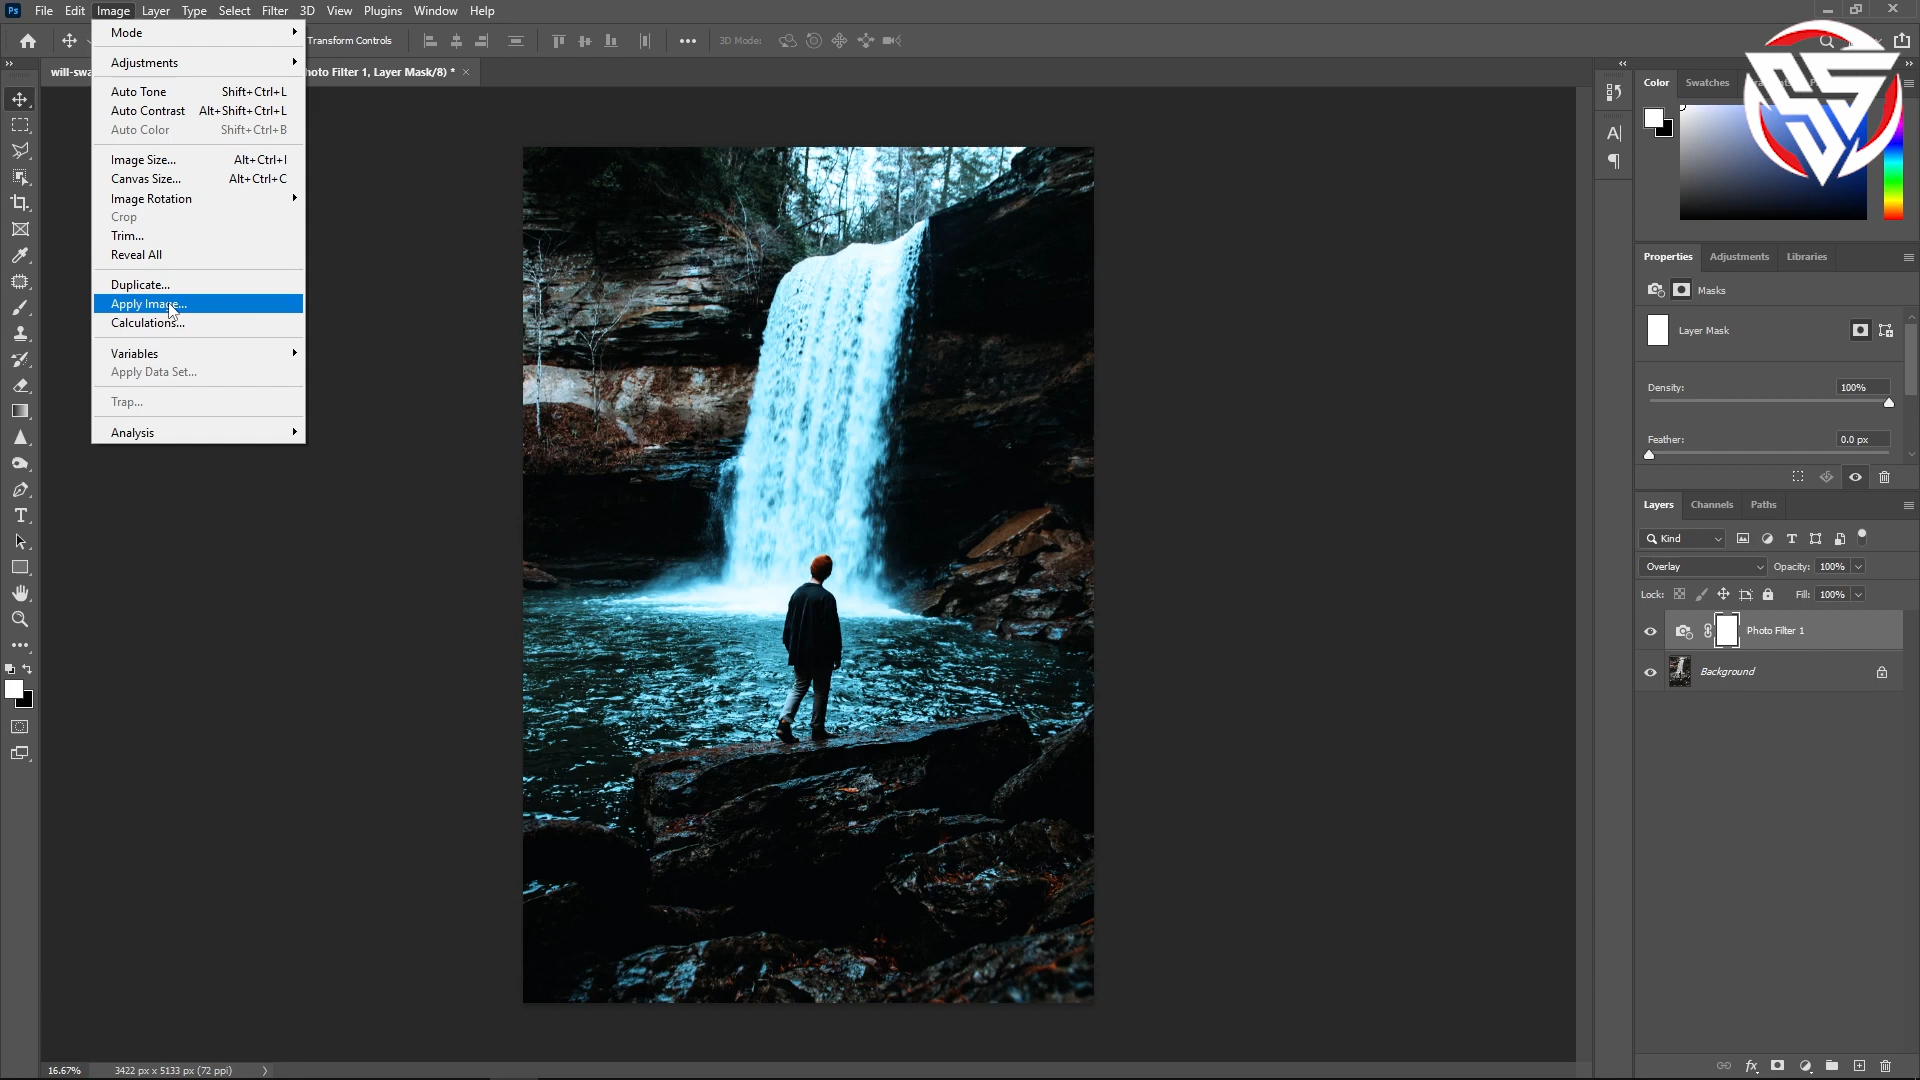 Ps File Edit Image Layer Type Select Filter 3D View Plugins Window Help
Transform Controls
3D Mode:
will-swa
hoto Filter 1, Layer Mask/8) * ×
Mode
Adjustments
Auto Tone Shift+Ctrl+L
Auto Contrast Alt+Shift+Ctrl+L
Auto Color Shift+Ctrl+B
Image Size... Alt+Ctrl+I
Canvas Size... Alt+Ctrl+C
Image Rotation
Crop
Trim...
Reveal All
Duplicate...
Apply Image...
Calculations...
Variables
Apply Data Set...
Trap...
Analysis
Color Swatches
Properties Adjustments Libraries
Masks
Layer Mask
Density: 100%
Feather: 0.0 px
Layers Channels Paths
Kind
Overlay Opacity: 100%
Lock: Fill: 100%
Photo Filter 1
Background
16.67% 3422 px x 5133 px (72 ppi)